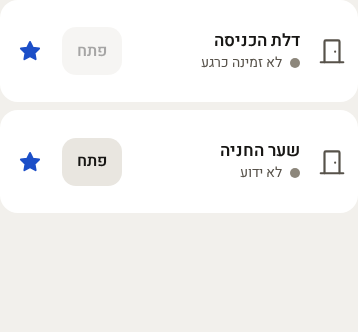 דלת הכניסה
לא זמינה כרגע
פתח
שער החניה
לא ידוע
פתח